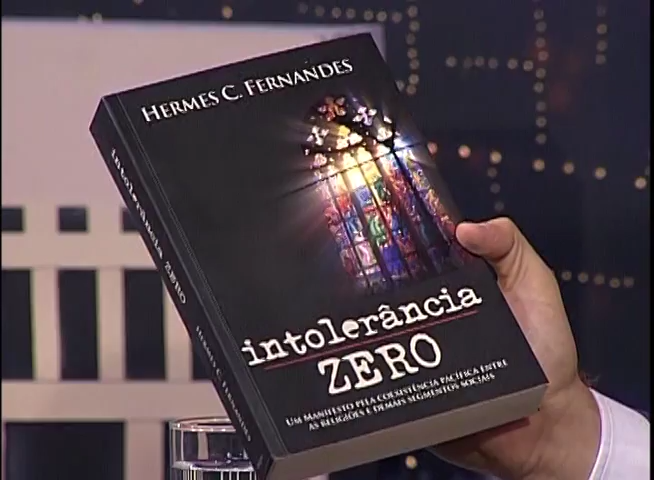 HERMES C. FERNANDES
intolerância
ZERO
UM MANIFESTO PELA COEXISTÊNCIA PACÍFICA ENTRE
AS RELIGIÕES E DEMAIS SEGMENTOS SOCIAIS
intolerância ZERO
HERMES C. FERNANDES